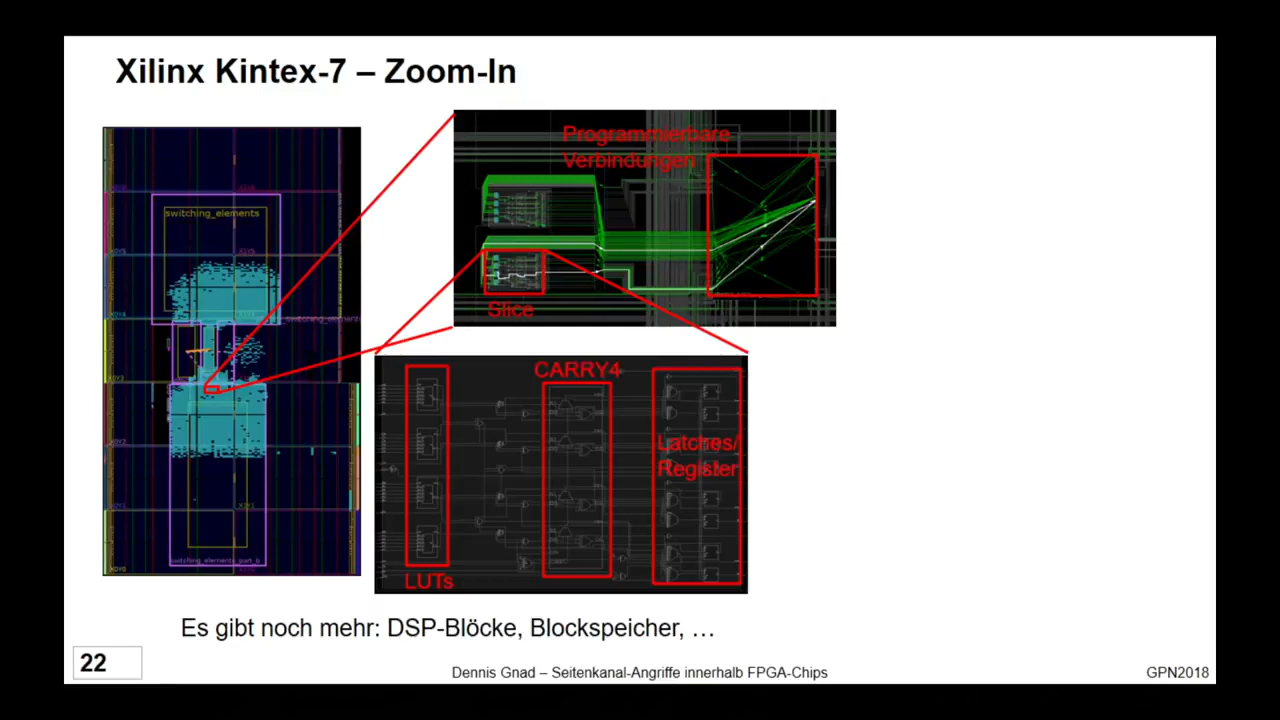 Xilinx Kintex-7 – Zoom-In
switching_elements
Programmierbare
Verbindungen
Slice
CARRY4
Latches/
Register
LUTs
Es gibt noch mehr: DSP-Blöcke, Blockspeicher, …
22
Dennis Gnad – Seitenkanal-Angriffe innerhalb FPGA-Chips
GPN2018